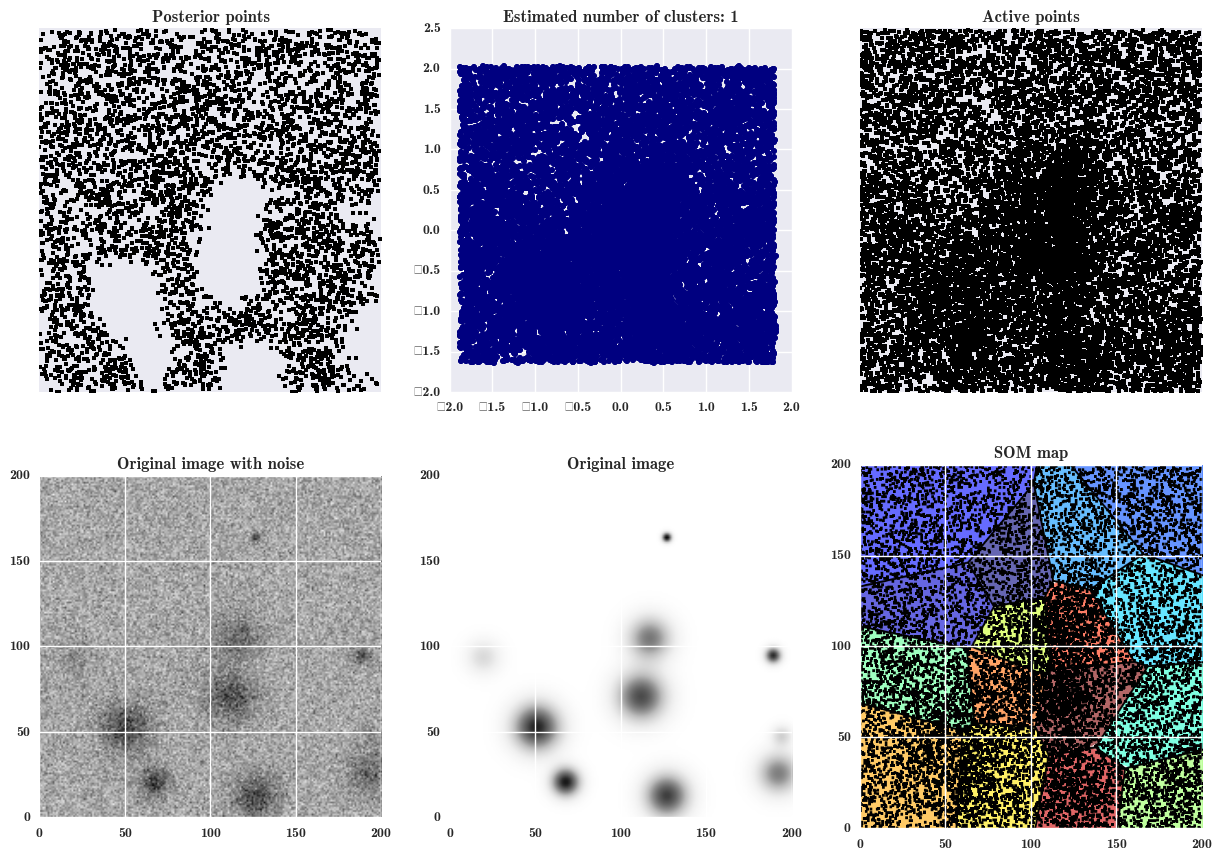 Posterior points
Estimated number of clusters: 1
Active points
2.5
2.0
1.5
1.0
0.5
0.0
□0.5
□1.0
□1.5
□2.0
□2.0 □1.5 □1.0 □0.5 0.0 0.5 1.0 1.5 2.0
Original image with noise
Original image
SOM map
200
150
100
50
0
0 50 100 150 200
200
150
100
50
0
0 50 100 150 200
200
150
100
50
0
0 50 100 150 200